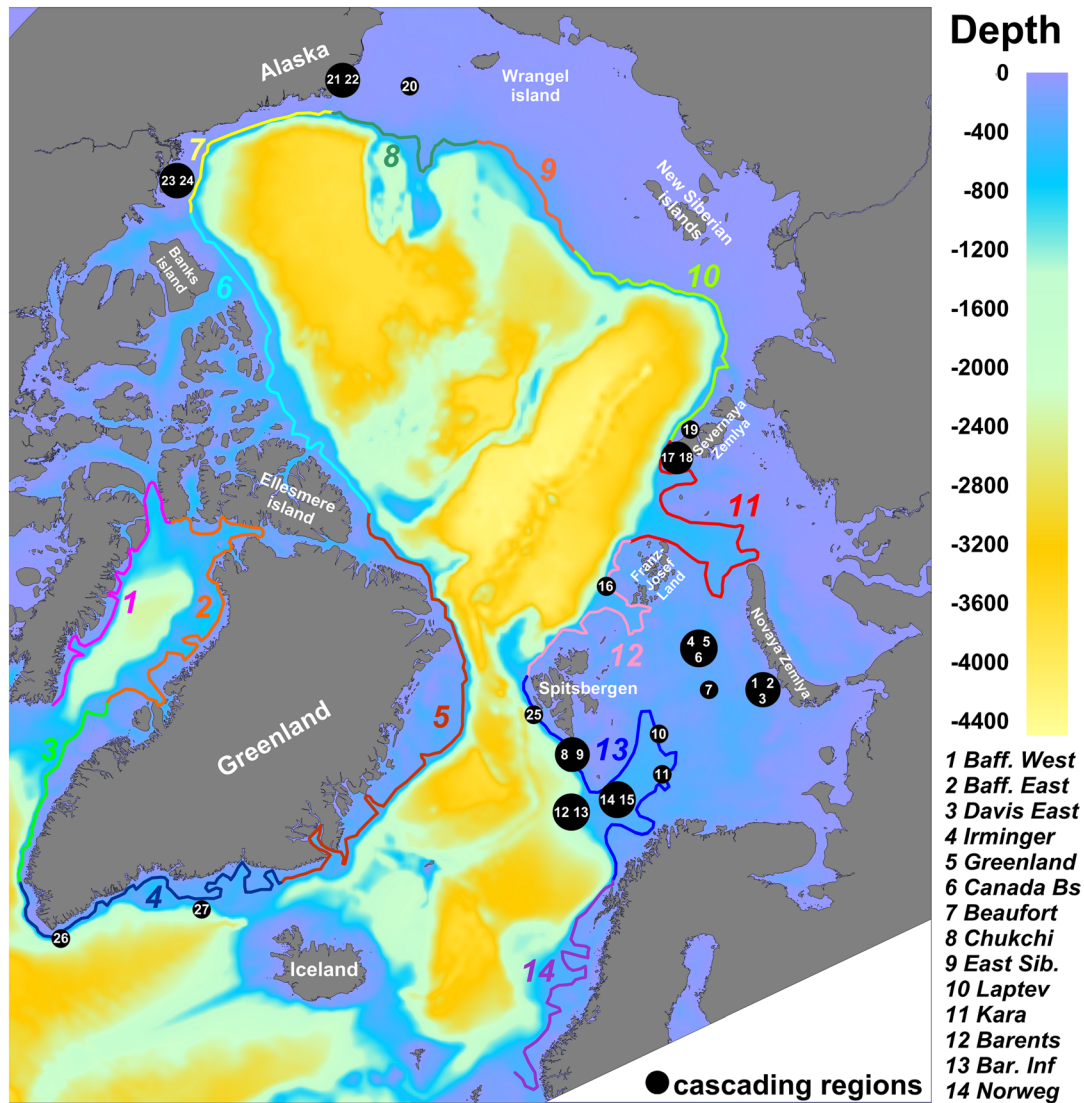 Depth
0
-400
-800
-1200
-1600
-2000
-2400
-2800
-3200
-3600
-4000
-4400
Alaska
21 22
20
Wrangel
island
7
8
9
23 24
New Siberian
islands
Banks
island
6
10
19
Severnaya
Zemlya
17 18
Ellesmere
island
11
Franz-
Josef
Land
16
1
2
12
Novaya Zemlya
4 5
6
1 2
3
7
Spitsbergen
25
5
Greenland
3
8 9
13
10
11
14 15
12 13
4
27
26
Iceland
14
cascading regions
1 Baff. West
2 Baff. East
3 Davis East
4 Irminger
5 Greenland
6 Canada Bs
7 Beaufort
8 Chukchi
9 East Sib.
10 Laptev
11 Kara
12 Barents
13 Bar. Inf
14 Norweg